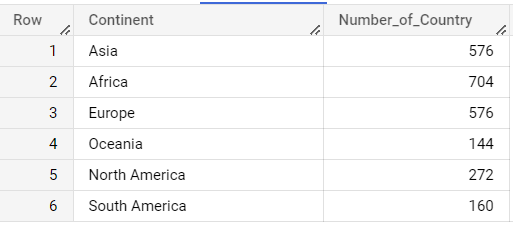 Row Continent Number_of_Country
1 Asia 576
2 Africa 704
3 Europe 576
4 Oceania 144
5 North America 272
6 South America 160